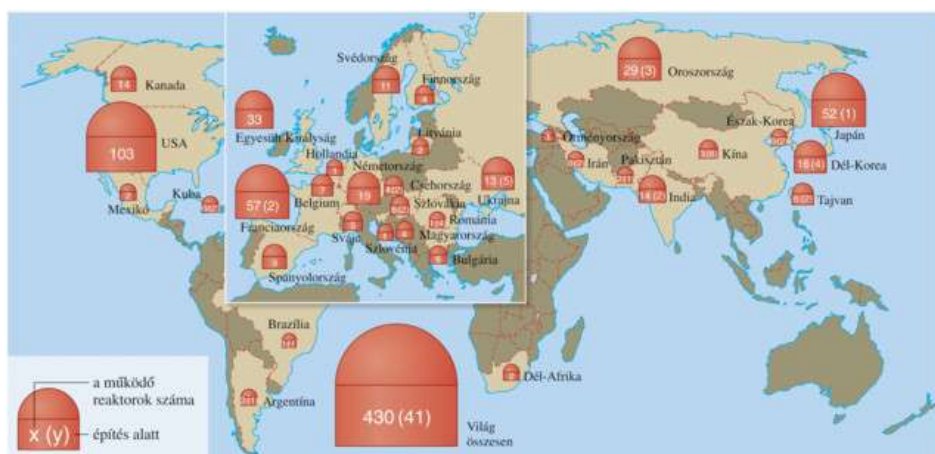 Kanada
14
USA
103
Mexikó
Kuba
Svédország
11
Finnország
4
33
Egyesült Királyság
Litvánia
Hollandia
Németország
19
Belgium
Csehország
Szlovákia
57 (2)
Franciaország
Svájc
Szlovénia
Magyarország
Románia
Bulgária
13 (5)
Ukrajna
Spanyolország
29 (3)
Oroszország
Örményország
Irán
Pakisztán
14 (2)
India
Kína
Észak-Korea
52 (1)
Japán
16 (4)
Dél-Korea
Tajvan
Brazília
Argentína
Dél-Afrika
430 (41)
Világ
összesen
a működő
reaktorok száma
x (y)
építés alatt